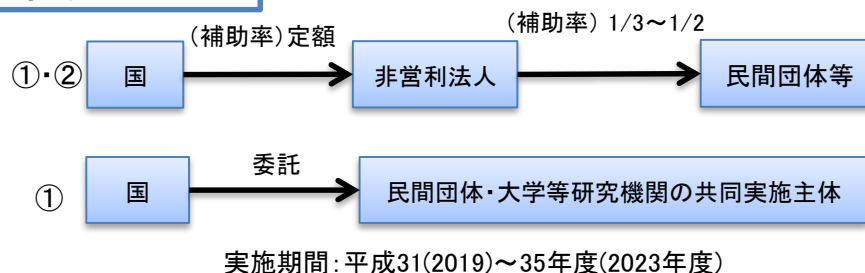 (補助率)定額
(補助率) 1/3～1/2
①・② 国 非営利法人 民間団体等
委託
① 国 民間団体・大学等研究機関の共同実施主体
実施期間：平成31(2019)～35年度(2023年度)